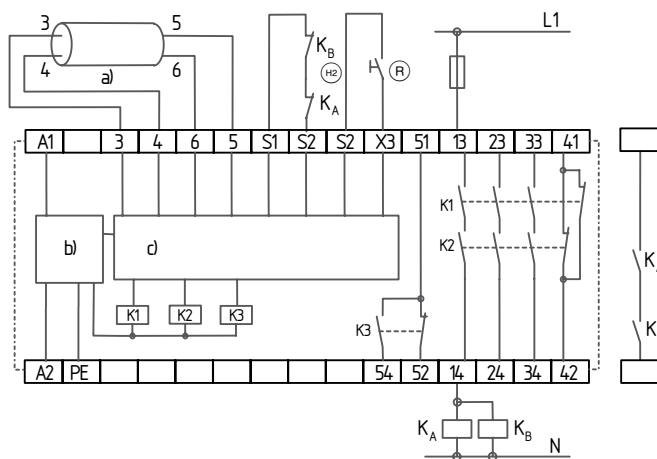 3 5 L1
K_B
H2 R
4 6
a) K_A
A1 3 4 6 5 S1 S2 S2 X3 51 13 23 33 41
K1
b) c) K2
K
K1 K2 K3 K3
K
A2 PE 54 52 14 24 34 42
K_A K_B
N